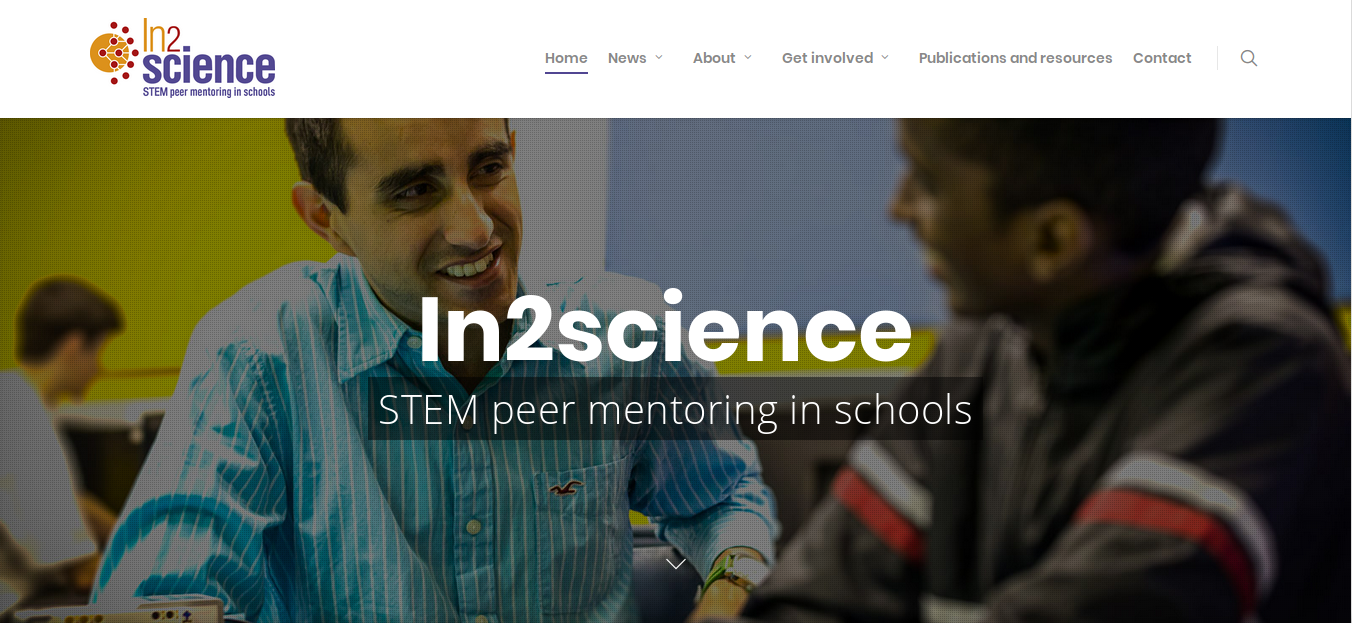 In2
science
STEM peer mentoring in schools
Home News About Get involved Publications and resources Contact
In2science
STEM peer mentoring in schools